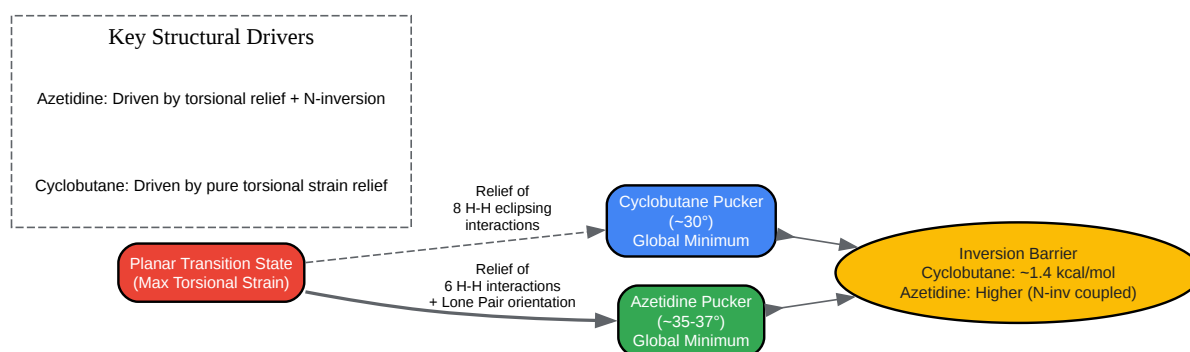 Key Structural Drivers
Azetidine: Driven by torsional relief + N-inversion
Cyclobutane: Driven by pure torsional strain relief
Planar Transition State
(Max Torsional Strain)
Relief of
8 H-H eclipsing
interactions
Relief of
6 H-H interactions
+ Lone Pair orientation
Cyclobutane Pucker
(~30°)
Global Minimum
Azetidine Pucker
(~35-37°)
Global Minimum
Inversion Barrier
Cyclobutane: ~1.4 kcal/mol
Azetidine: Higher (N-inv coupled)